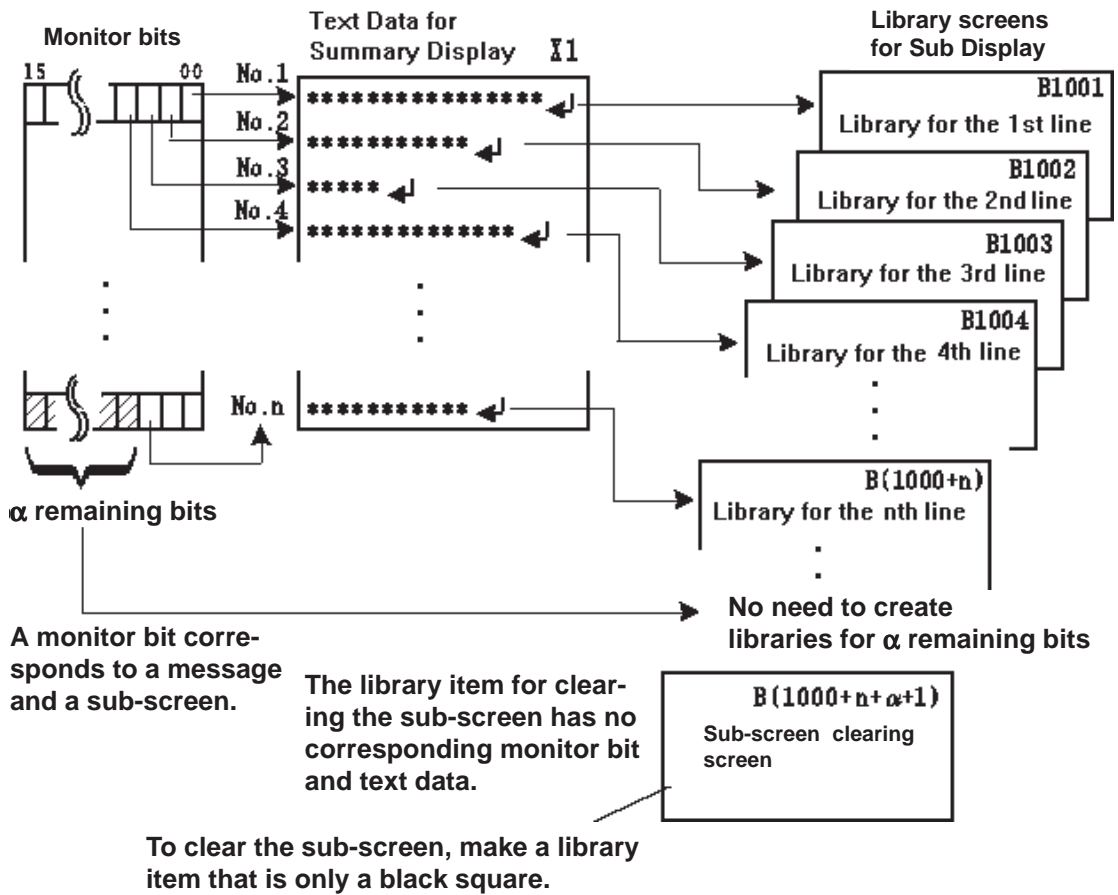 Monitor bits
15
00
Text Data for
Summary Display X1
No.1
***************
No.2
***********
No.3
*****
No.4
**************
No.n
***********
Library screens
for Sub Display
B1001
Library for the 1st line
B1002
Library for the 2nd line
B1003
Library for the 3rd line
B1004
Library for the 4th line
B(1000+n)
Library for the nth line
α remaining bits
No need to create
libraries for α remaining bits
A monitor bit corre-
sponds to a message
and a sub-screen.
The library item for clear-
ing the sub-screen has no
corresponding monitor bit
and text data.
B(1000+n+α+1)
Sub-screen clearing
screen
To clear the sub-screen, make a library
item that is only a black square.